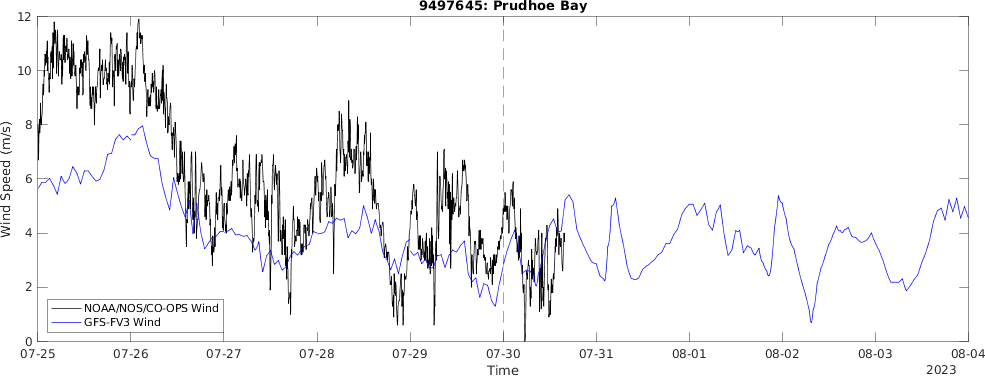 9497645: Prudhoe Bay
Wind Speed (m/s)
12
10
8
6
4
2
0
NOAA/NOS/CO-OPS Wind
GFS-FV3 Wind
07-25 07-26 07-27 07-28 07-29 07-30 07-31 08-01 08-02 08-03 08-04
Time
2023